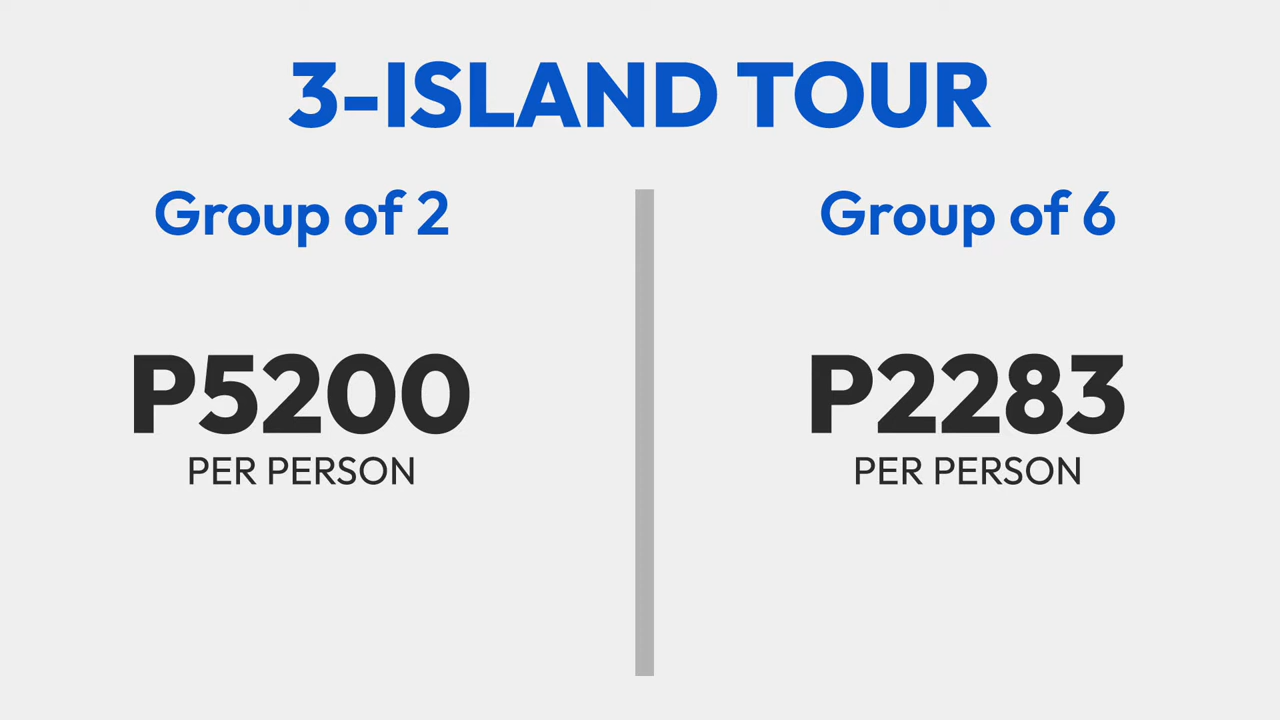 3-ISLAND TOUR
Group of 2
P5200
PER PERSON
Group of 6
P2283
PER PERSON